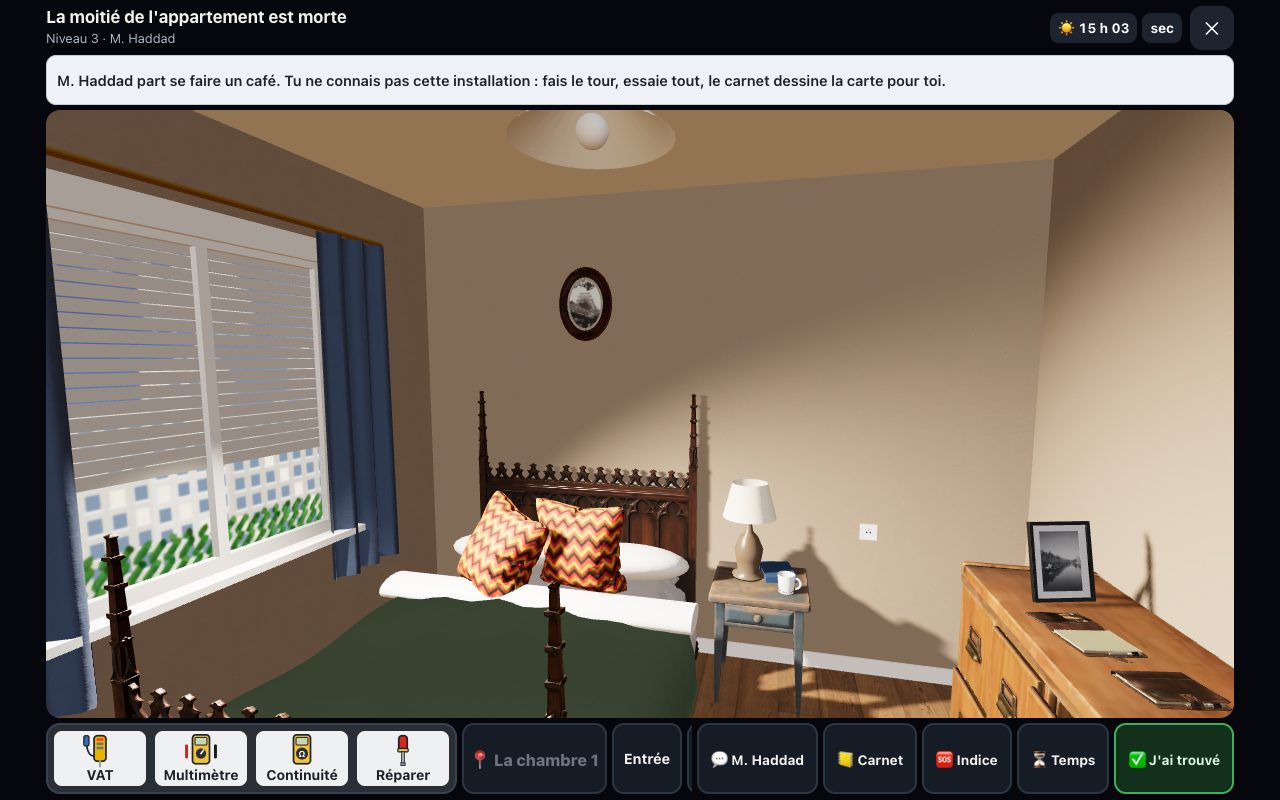 La moitié de l'appartement est morte
Niveau 3 · M. Haddad
15 h 03
sec
M. Haddad part se faire un café. Tu ne connais pas cette installation : fais le tour, essaie tout, le carnet dessine la carte pour toi.
VAT
Multimètre
Continuité
Réparer
La chambre 1
Entrée
M. Haddad
Carnet
SOS Indice
Temps
J'ai trouvé